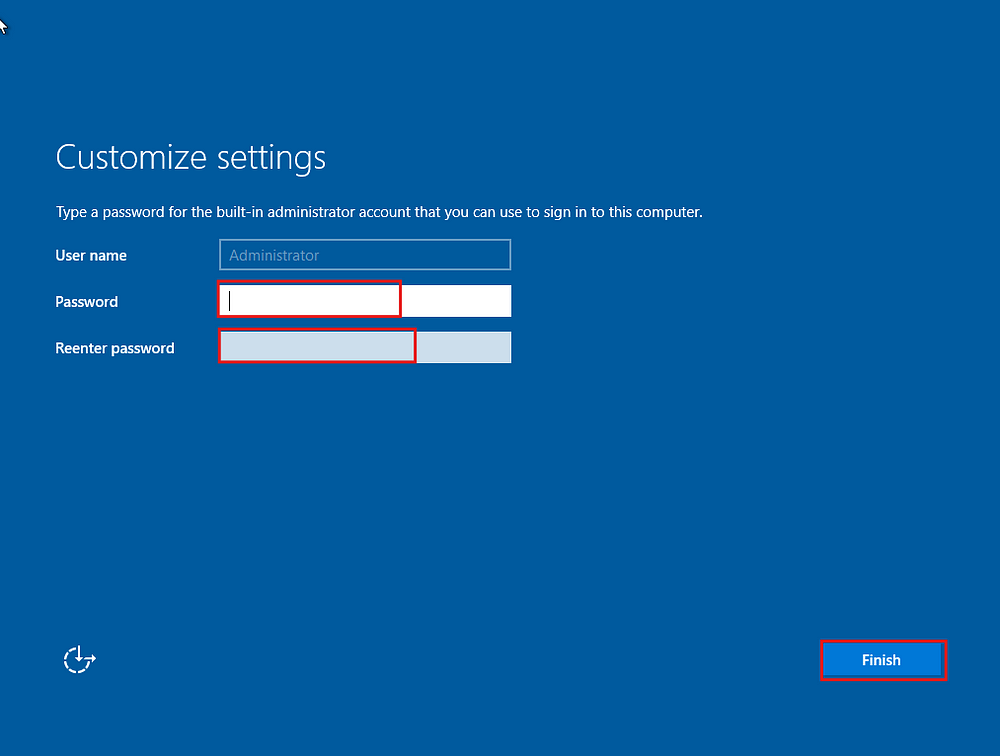 Customize settings
Type a password for the built-in administrator account that you can use to sign in to this computer.
User name
Administrator
Password
Reenter password
Finish